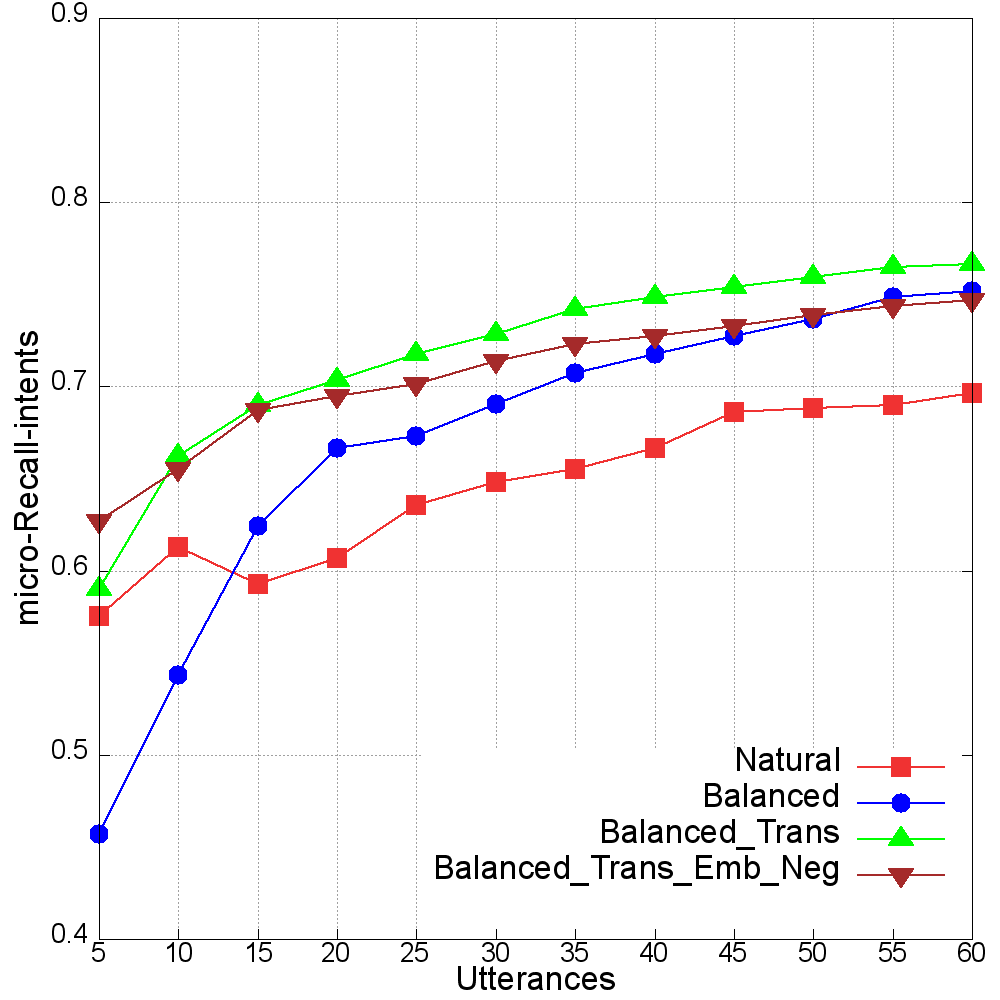 0.9
0.8
0.7
0.6
0.5
0.4
micro-Recall-intents
Natural
Balanced
Balanced_Trans
Balanced_Trans_Emb_Neg
5 10 15 20 25 30 35 40 45 50 55 60
Utterances